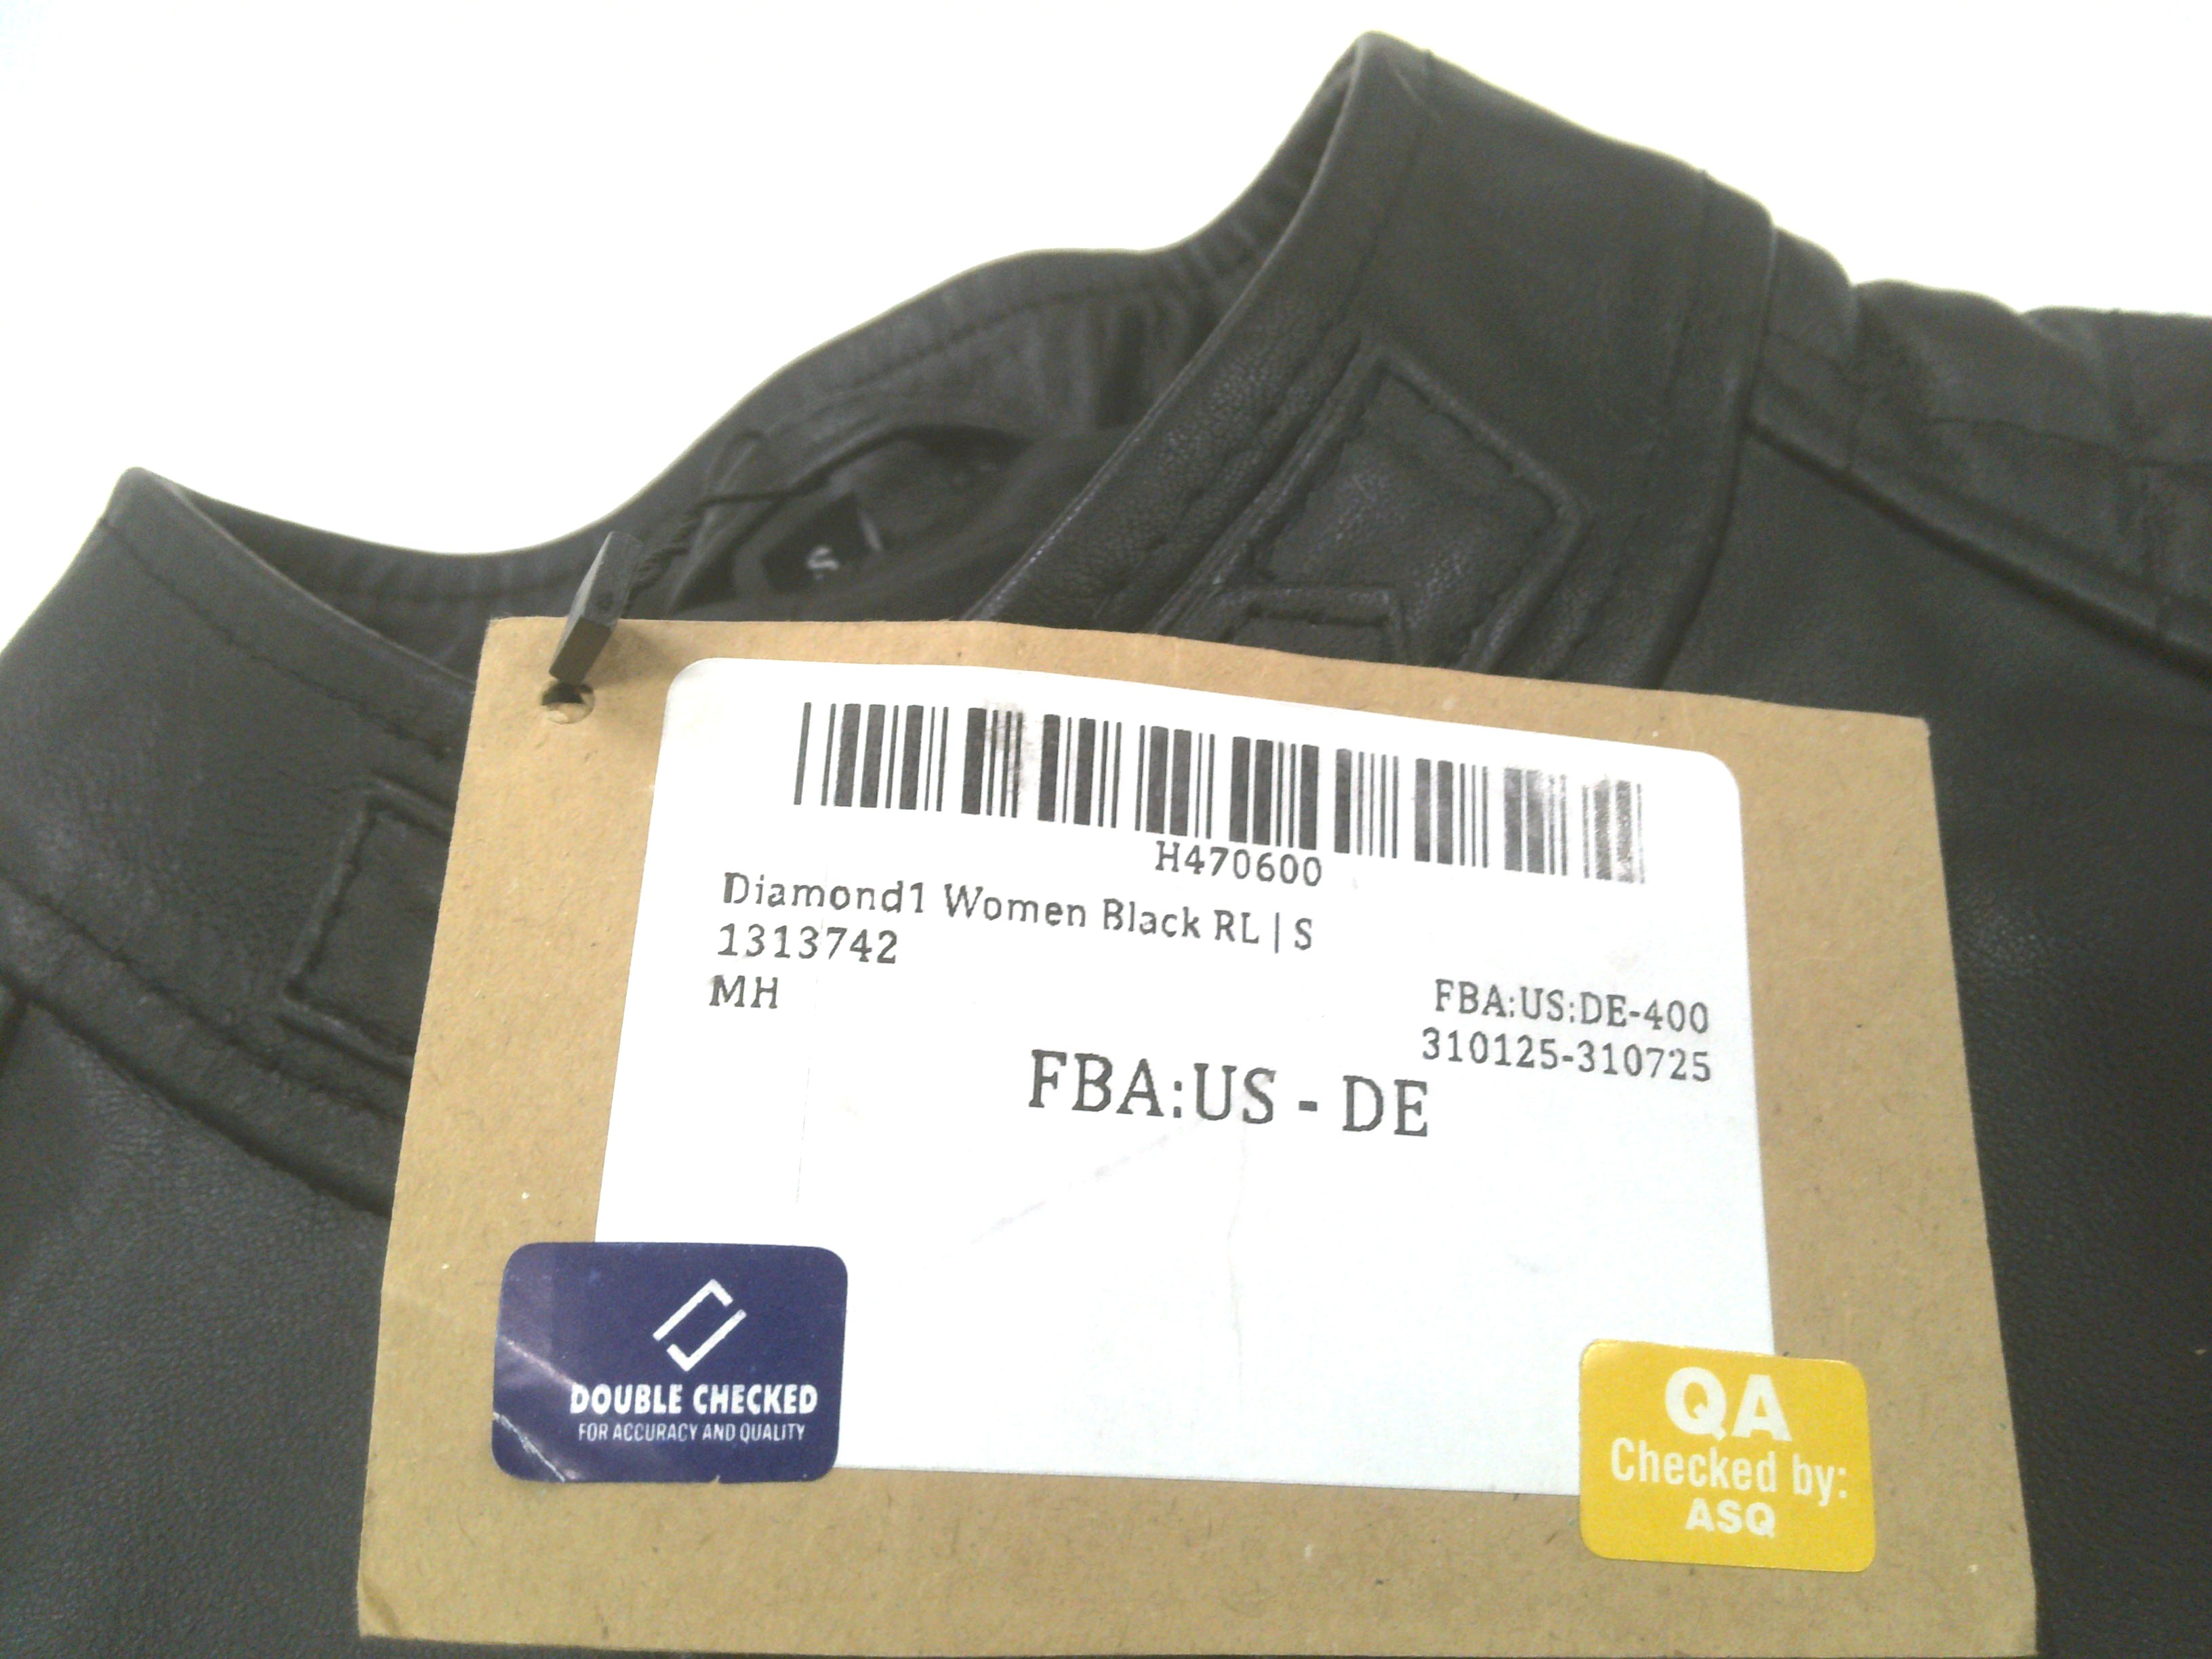 S
H470600
Diamond1 Women Black RL | S
1313742
MH
FBA:US:DE-400
310125-310725
FBA:US - DE
DOUBLE CHECKED
FOR ACCURACY AND QUALITY
QA
Checked by:
ASQ